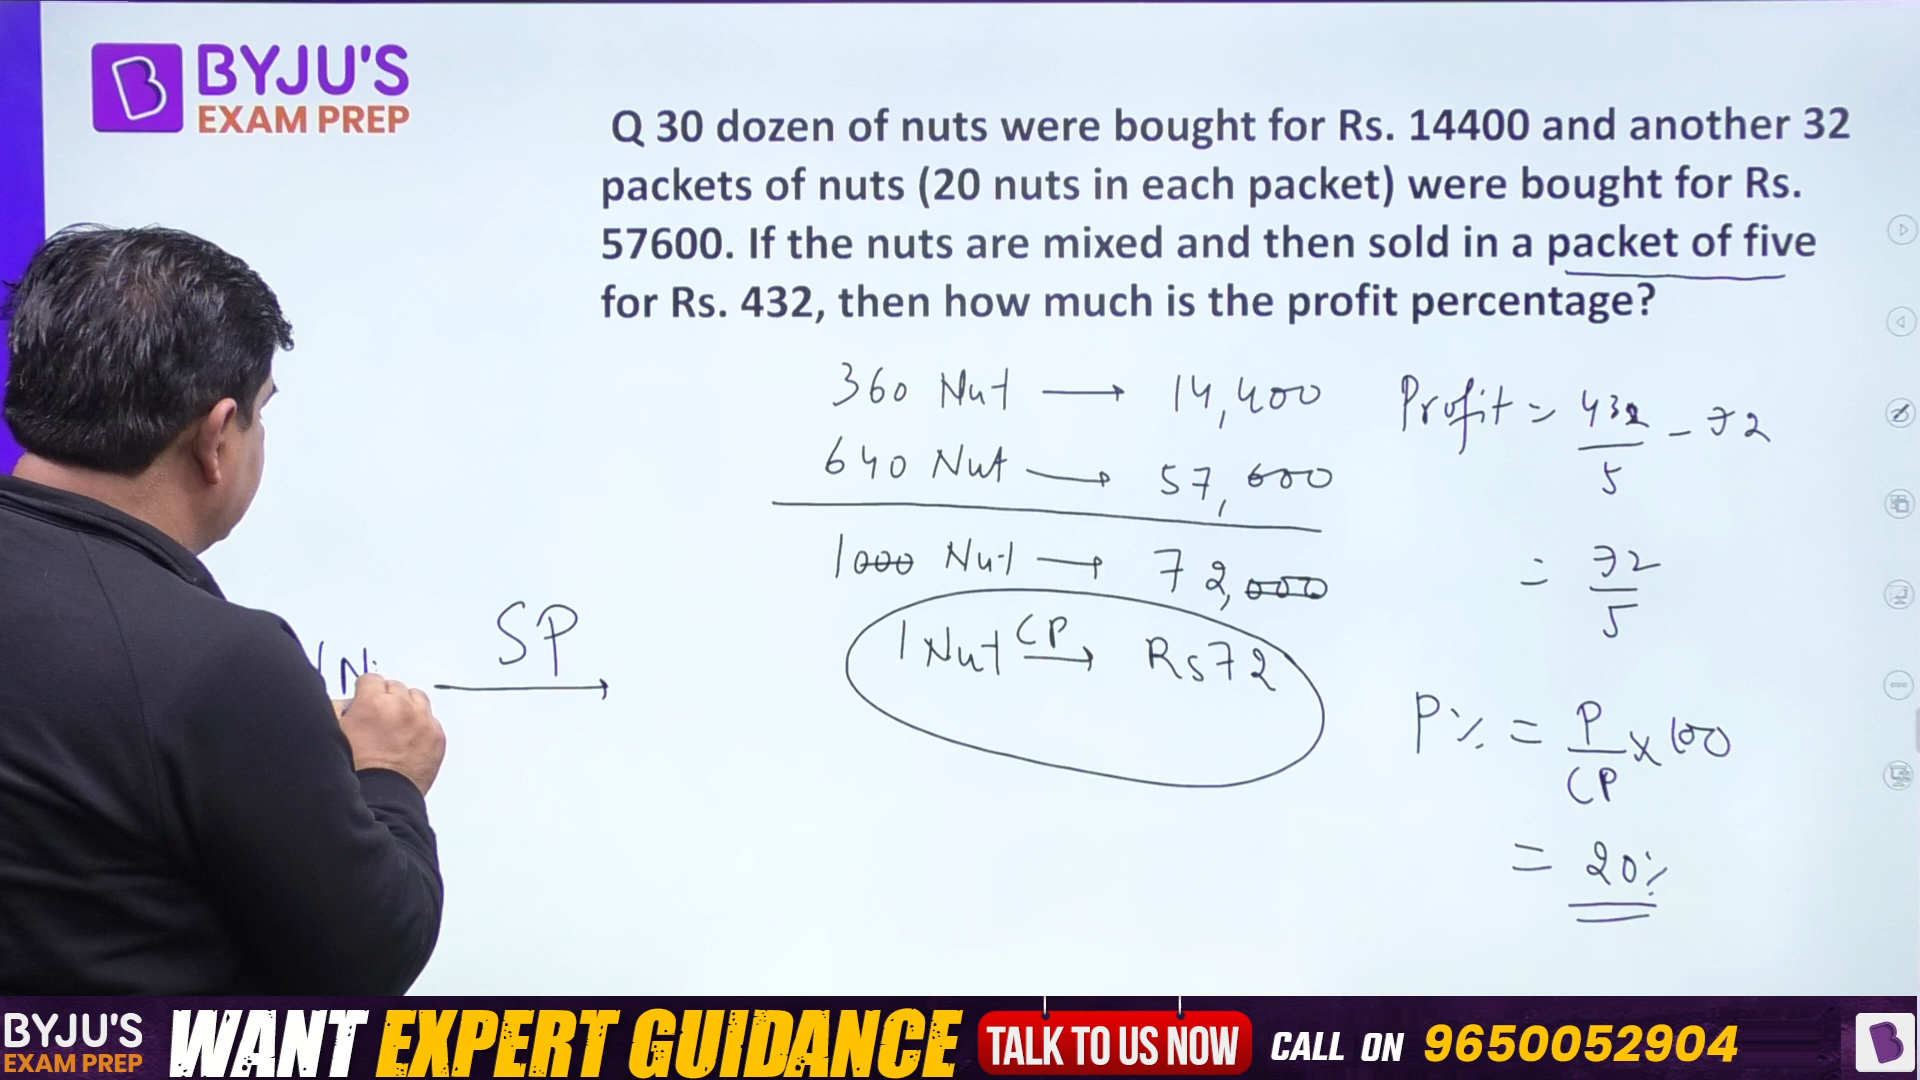 BYJU'S
EXAM PREP
Q 30 dozen of nuts were bought for Rs. 14400 and another 32
packets of nuts (20 nuts in each packet) were bought for Rs.
57600. If the nuts are mixed and then sold in a packet of five
for Rs. 432, then how much is the profit percentage?
360 Nut → 14,400
640 Nut → 57,600
1000 Nut → 72,000
1 Nut CP → Rs 72
Profit = 432/5 - 72
= 72/5
P% = P/CP × 100
= 20%
SP →
BYJU'S
EXAM PREP
WANT EXPERT GUIDANCE
TALK TO US NOW
CALL ON 9650052904